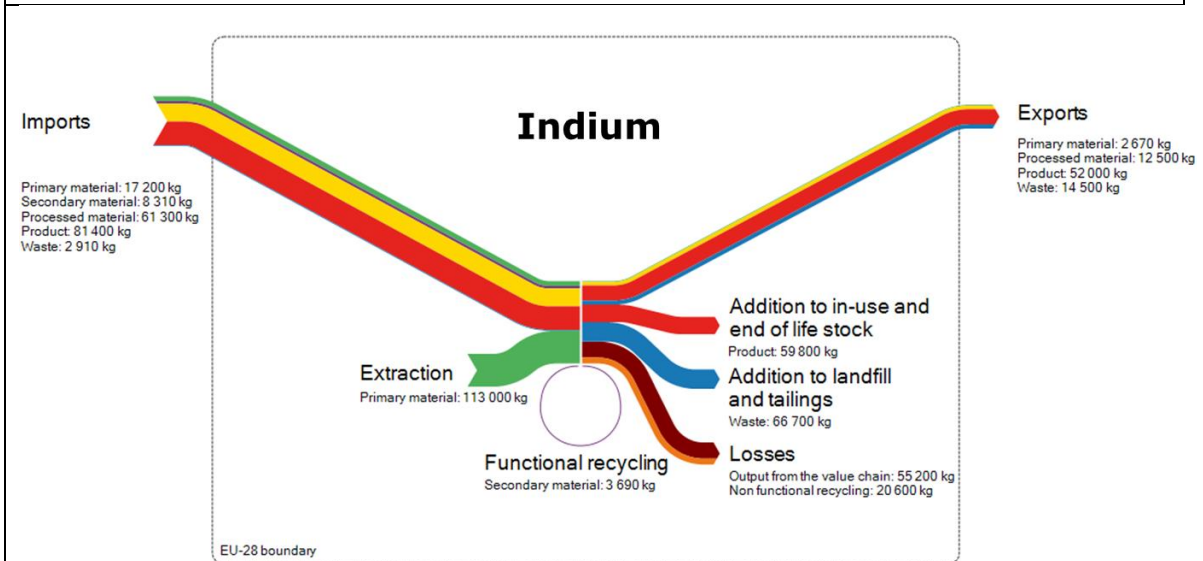 Indium
Imports
Primary material: 17 200 kg
Secondary material: 8 310 kg
Processed material: 61 300 kg
Product: 81 400 kg
Waste: 2 910 kg
Exports
Primary material: 2 670 kg
Processed material: 12 500 kg
Product: 52 000 kg
Waste: 14 500 kg
Addition to in-use and
end of life stock
Product: 59 800 kg
Extraction
Primary material: 113 000 kg
Addition to landfill
and tailings
Waste: 66 700 kg
Functional recycling
Secondary material: 3 690 kg
Losses
Output from the value chain: 55 200 kg
Non functional recycling: 20 600 kg
EU-28 boundary